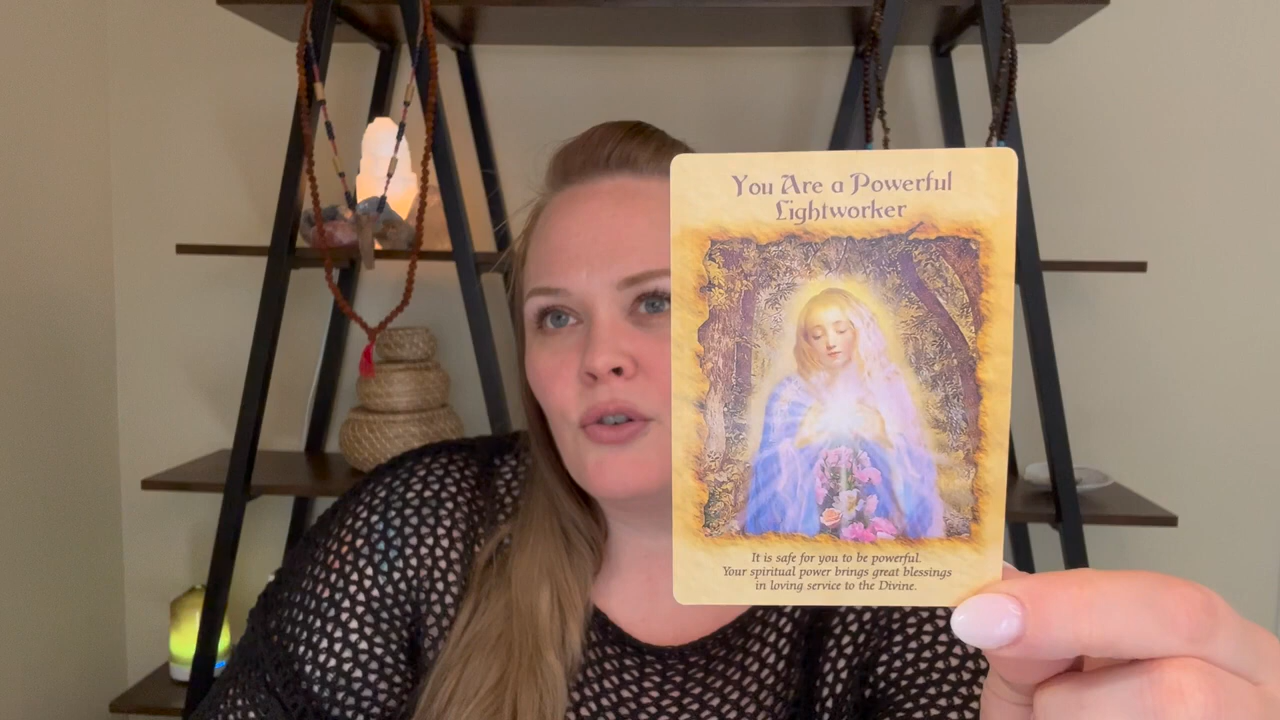 You Are a Powerful
Lightworker
It is safe for you to be powerful.
Your spiritual power brings great blessings
in loving service to the Divine.